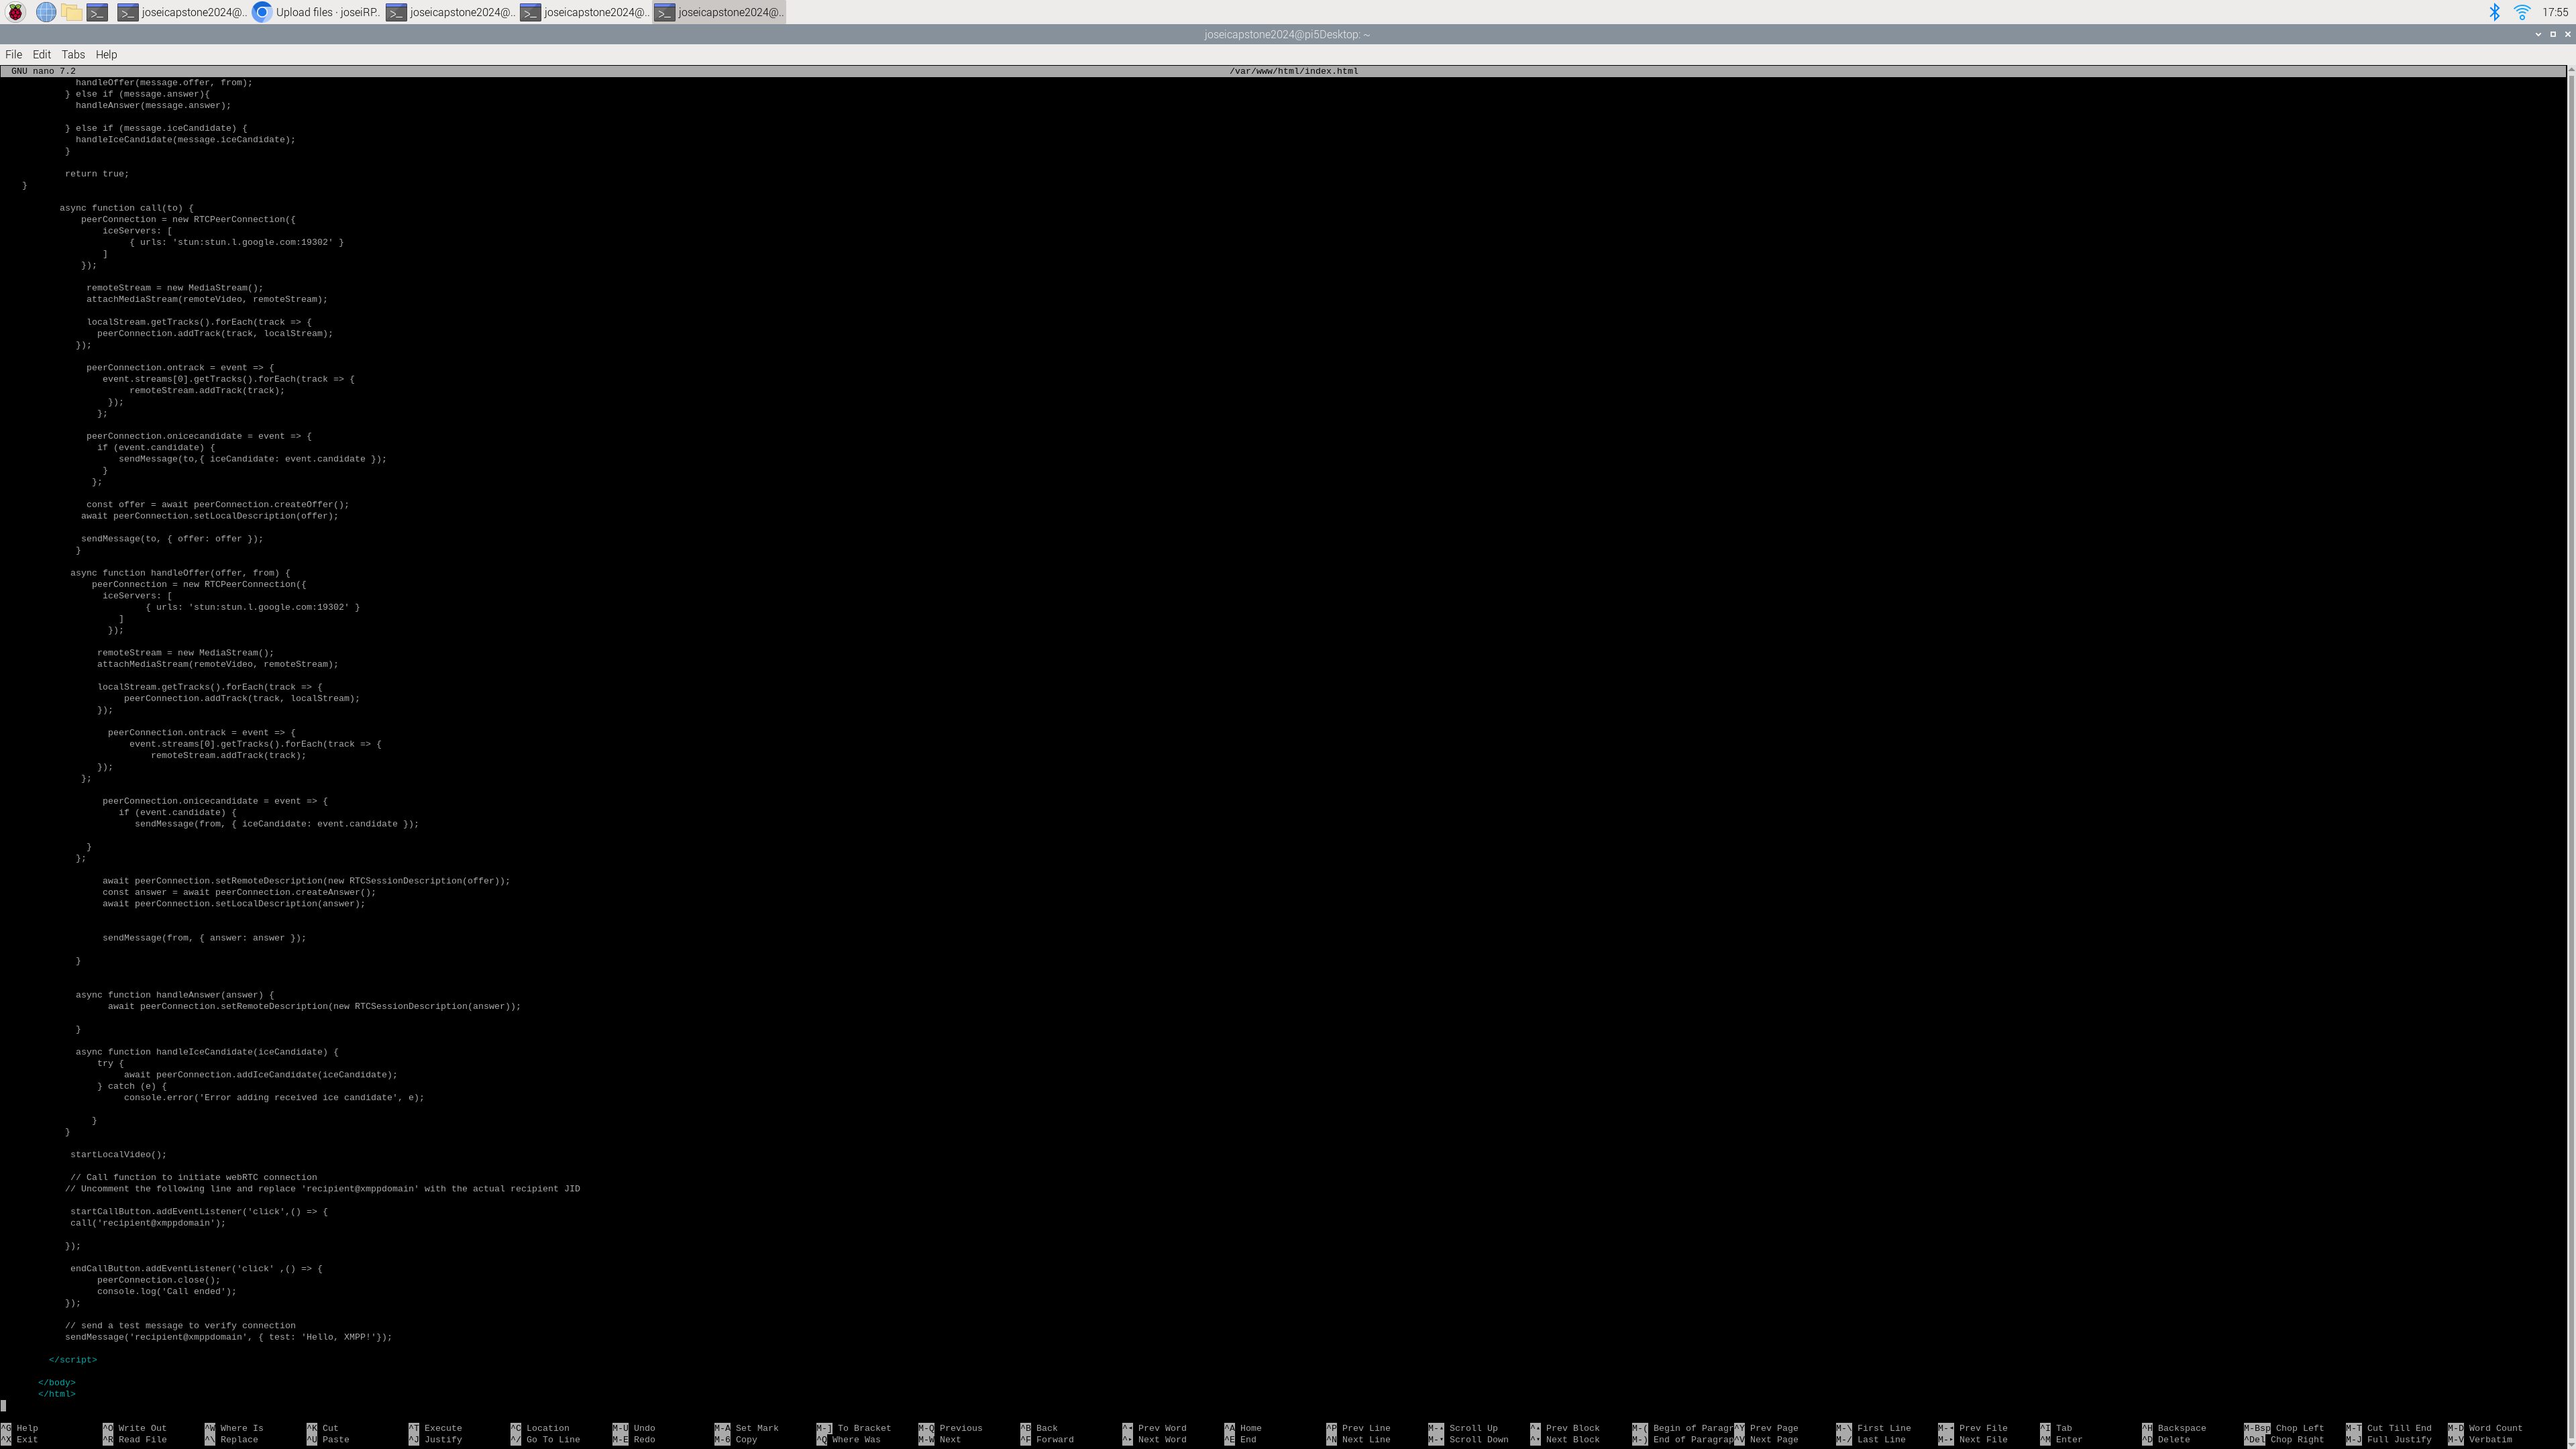 joseicapstone2024@..
Upload files · joseiRP..
joseicapstone2024@..
joseicapstone2024@..
joseicapstone2024@..
17:55
joseicapstone2024@pi5Desktop: ~
File Edit Tabs Help
GNU nano 7.2 /var/www/html/index.html
handleOffer(message.offer, from);
} else if (message.answer){
handleAnswer(message.answer);
} else if (message.iceCandidate) {
handleIceCandidate(message.iceCandidate);
}
return true;
}
async function call(to) {
peerConnection = new RTCPeerConnection({
iceServers: [
{ urls: 'stun:stun.l.google.com:19302' }
]
});
remoteStream = new MediaStream();
attachMediaStream(remoteVideo, remoteStream);
localStream.getTracks().forEach(track => {
peerConnection.addTrack(track, localStream);
});
peerConnection.ontrack = event => {
event.streams[0].getTracks().forEach(track => {
remoteStream.addTrack(track);
});
};
peerConnection.onicecandidate = event => {
if (event.candidate) {
sendMessage(to,{ iceCandidate: event.candidate });
}
};
const offer = await peerConnection.createOffer();
await peerConnection.setLocalDescription(offer);
sendMessage(to, { offer: offer });
}
async function handleOffer(offer, from) {
peerConnection = new RTCPeerConnection({
iceServers: [
{ urls: 'stun:stun.l.google.com:19302' }
]
});
remoteStream = new MediaStream();
attachMediaStream(remoteVideo, remoteStream);
localStream.getTracks().forEach(track => {
peerConnection.addTrack(track, localStream);
});
peerConnection.ontrack = event => {
event.streams[0].getTracks().forEach(track => {
remoteStream.addTrack(track);
});
};
peerConnection.onicecandidate = event => {
if (event.candidate) {
sendMessage(from, { iceCandidate: event.candidate });
}
};
await peerConnection.setRemoteDescription(new RTCSessionDescription(offer));
const answer = await peerConnection.createAnswer();
await peerConnection.setLocalDescription(answer);
sendMessage(from, { answer: answer });
}
async function handleAnswer(answer) {
await peerConnection.setRemoteDescription(new RTCSessionDescription(answer));
}
async function handleIceCandidate(iceCandidate) {
try {
await peerConnection.addIceCandidate(iceCandidate);
} catch (e) {
console.error('Error adding received ice candidate', e);
}
}
startLocalVideo();
// Call function to initiate webRTC connection
// Uncomment the following line and replace 'recipient@xmppdomain' with the actual recipient JID
startCallButton.addEventListener('click',() => {
call('recipient@xmppdomain');
});
endCallButton.addEventListener('click' ,() => {
peerConnection.close();
console.log('Call ended');
});
// send a test message to verify connection
sendMessage('recipient@xmppdomain', { test: 'Hello, XMPP!'});
</script>
</body>
</html>
^G Help ^O Write Out ^W Where Is ^K Cut ^T Execute ^C Location M-U Undo M-A Set Mark M-] To Bracket M-Q Previous ^B Back Prev Word ^A Home ^P Prev Line Scroll Up Prev Block M-( Begin of Paragr ^Y Prev Page M-\ First Line Prev File ^I Tab ^H Backspace M-Bsp Chop Left M-T Cut Till End M-D Word Count
^X Exit ^R Read File ^\ Replace ^U Paste ^J Justify ^/ Go To Line M-E Redo M-6 Copy ^Q Where Was M-W Next ^F Forward Next Word ^E End ^N Next Line Scroll Down Next Block M-) End of Paragrap ^V Next Page M-/ Last Line Next File ^M Enter ^D Delete ^Del Chop Right M-J Full Justify M-V Verbatim